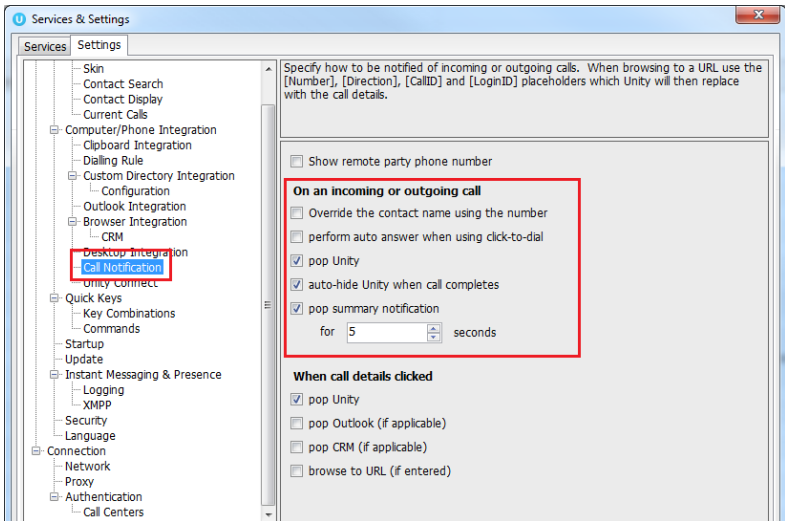 Services & Settings
Services
Settings
Skin
Contact Search
Contact Display
Current Calls
Computer/Phone Integration
Clipboard Integration
Dialling Rule
Custom Directory Integration
Configuration
Outlook Integration
Browser Integration
CRM
Desktop Integration
Call Notification
Unity Connect
Quick Keys
Key Combinations
Commands
Startup
Update
Instant Messaging & Presence
Logging
XMPP
Security
Language
Connection
Network
Proxy
Authentication
Call Centers
Specify how to be notified of incoming or outgoing calls. When browsing to a URL use the
[Number], [Direction], [CallID] and [LoginID] placeholders which Unity will then replace
with the call details.
Show remote party phone number
On an incoming or outgoing call
Override the contact name using the number
perform auto answer when using click-to-dial
pop Unity
auto-hide Unity when call completes
pop summary notification
for 5 seconds
When call details clicked
pop Unity
pop Outlook (if applicable)
pop CRM (if applicable)
browse to URL (if entered)